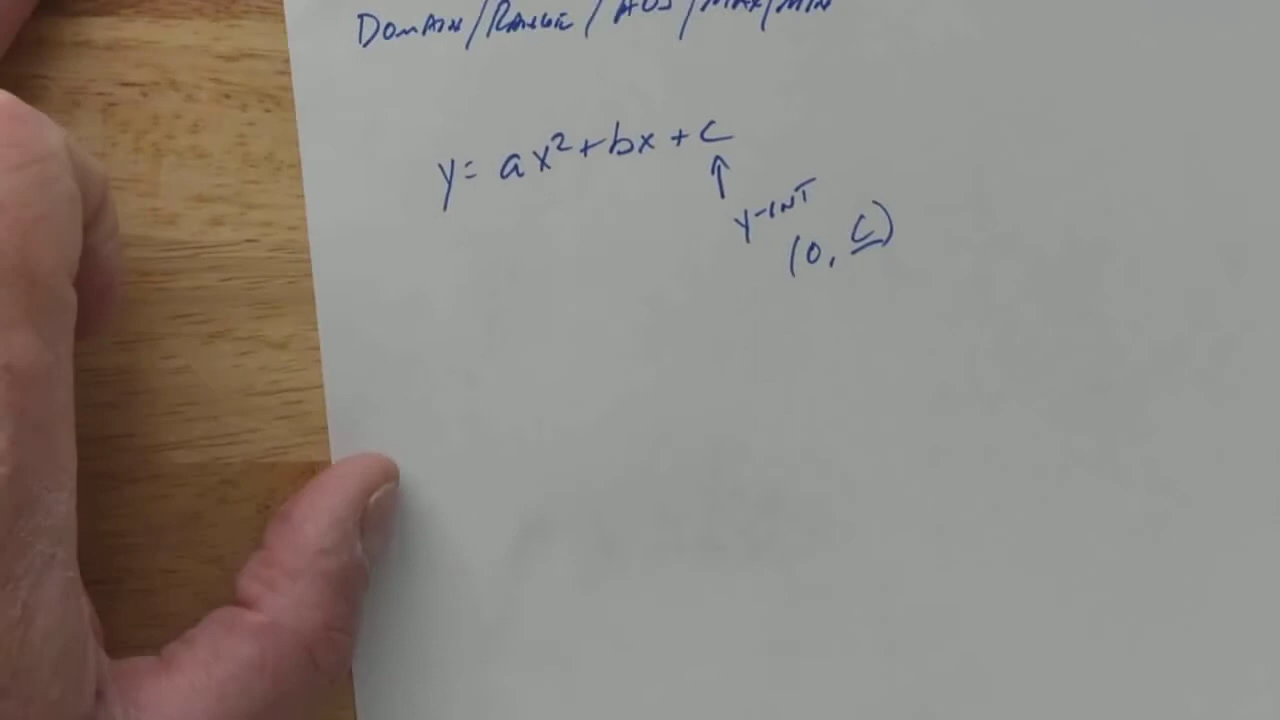 DOMAIN/RANGE/AOS/MAX/MIN
y = ax²+bx+c
↑
y-INT
(0, c)